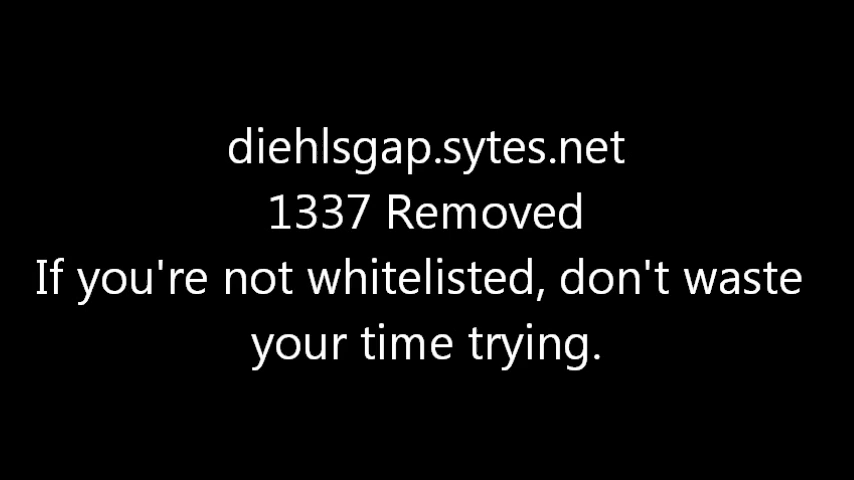 diehlsgap.sytes.net
1337 Removed
If you're not whitelisted, don't waste
your time trying.